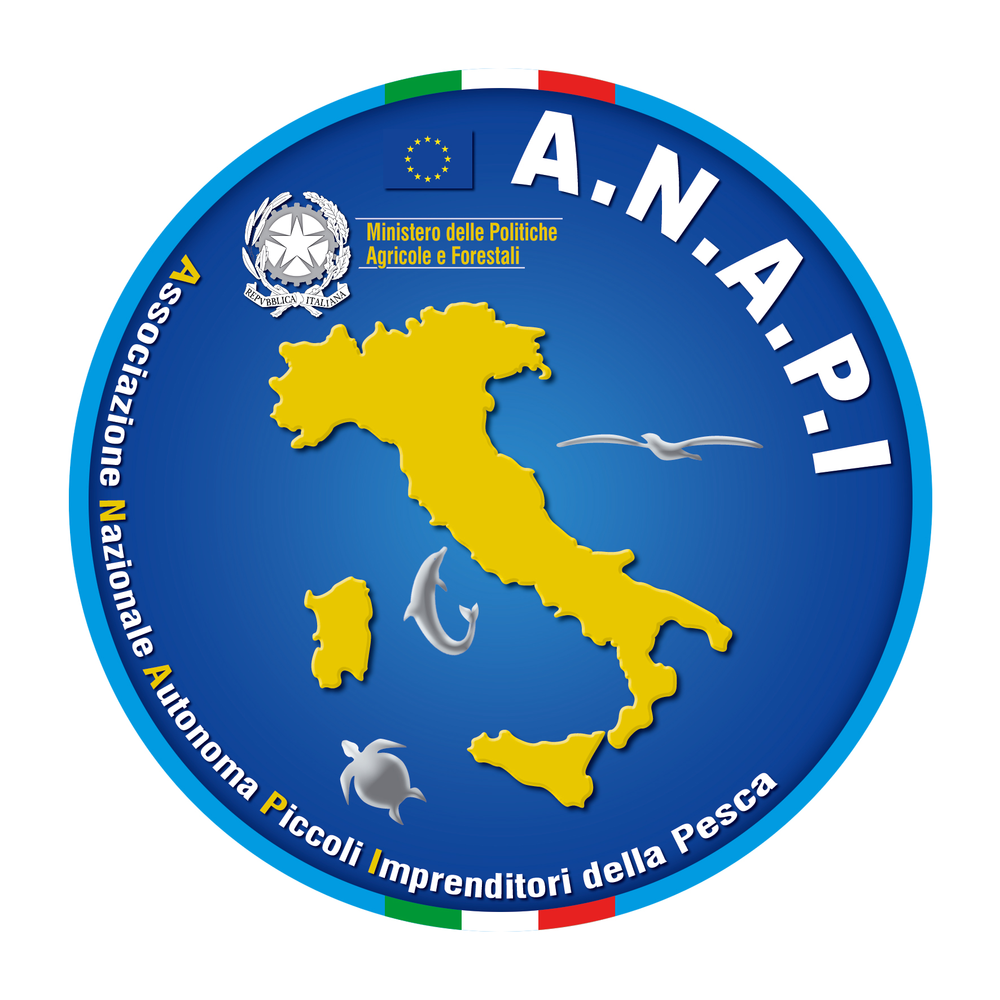 A.N.A.P.I
Ministero delle Politiche
Agricole e Forestali
REPVBBLICA ITALIANA
Associazione Nazionale Autonoma Piccoli Imprenditori della Pesca